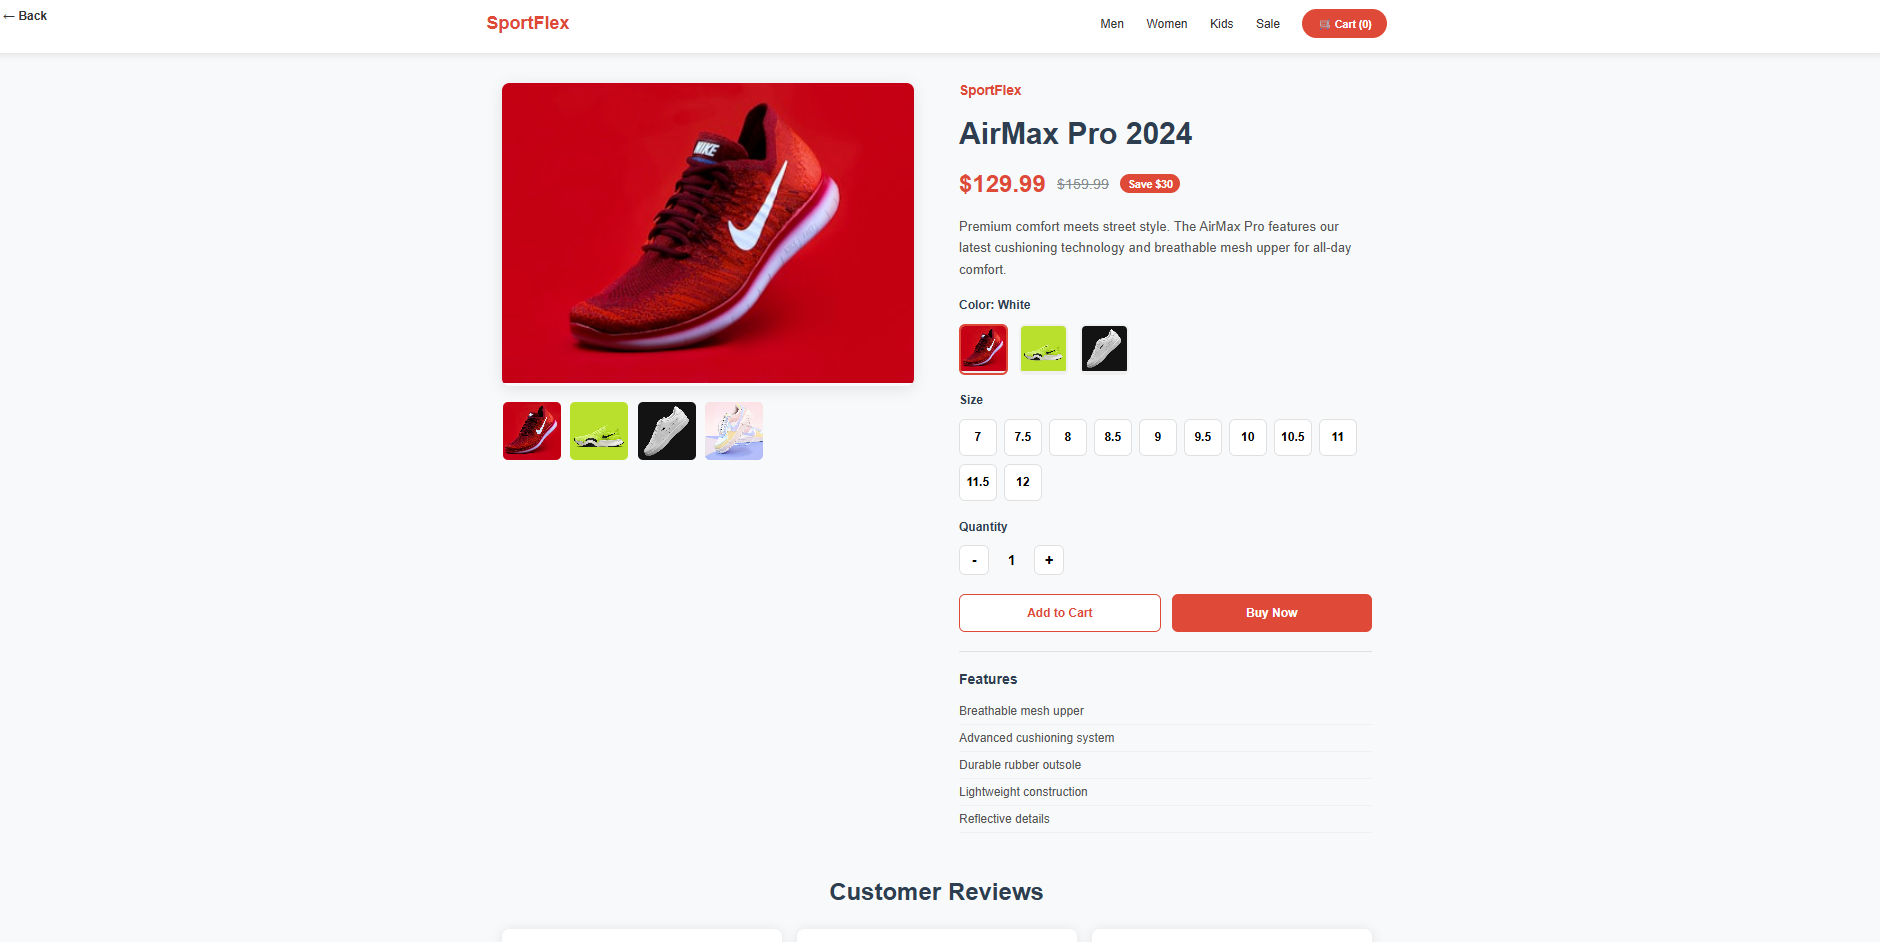 ← Back
SportFlex
Men Women Kids Sale Cart (0)
NIKE
SportFlex
AirMax Pro 2024
$129.99 $159.99 Save $30
Premium comfort meets street style. The AirMax Pro features our
latest cushioning technology and breathable mesh upper for all-day
comfort.
Color: White
Size
7 7.5 8 8.5 9 9.5 10 10.5 11
11.5 12
Quantity
- 1 +
Add to Cart Buy Now
Features
Breathable mesh upper
Advanced cushioning system
Durable rubber outsole
Lightweight construction
Reflective details
Customer Reviews